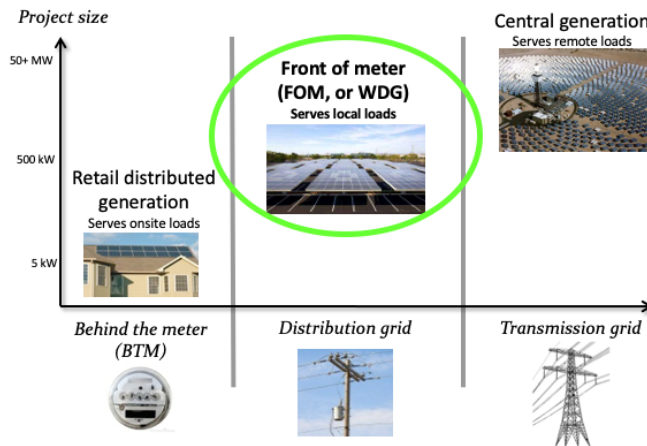 Project size
50+ MW
500 kW
5 kW
Retail distributed
generation
Serves onsite loads
Front of meter
(FOM, or WDG)
Serves local loads
Central generation
Serves remote loads
Behind the meter
(BTM)
Distribution grid
Transmission grid